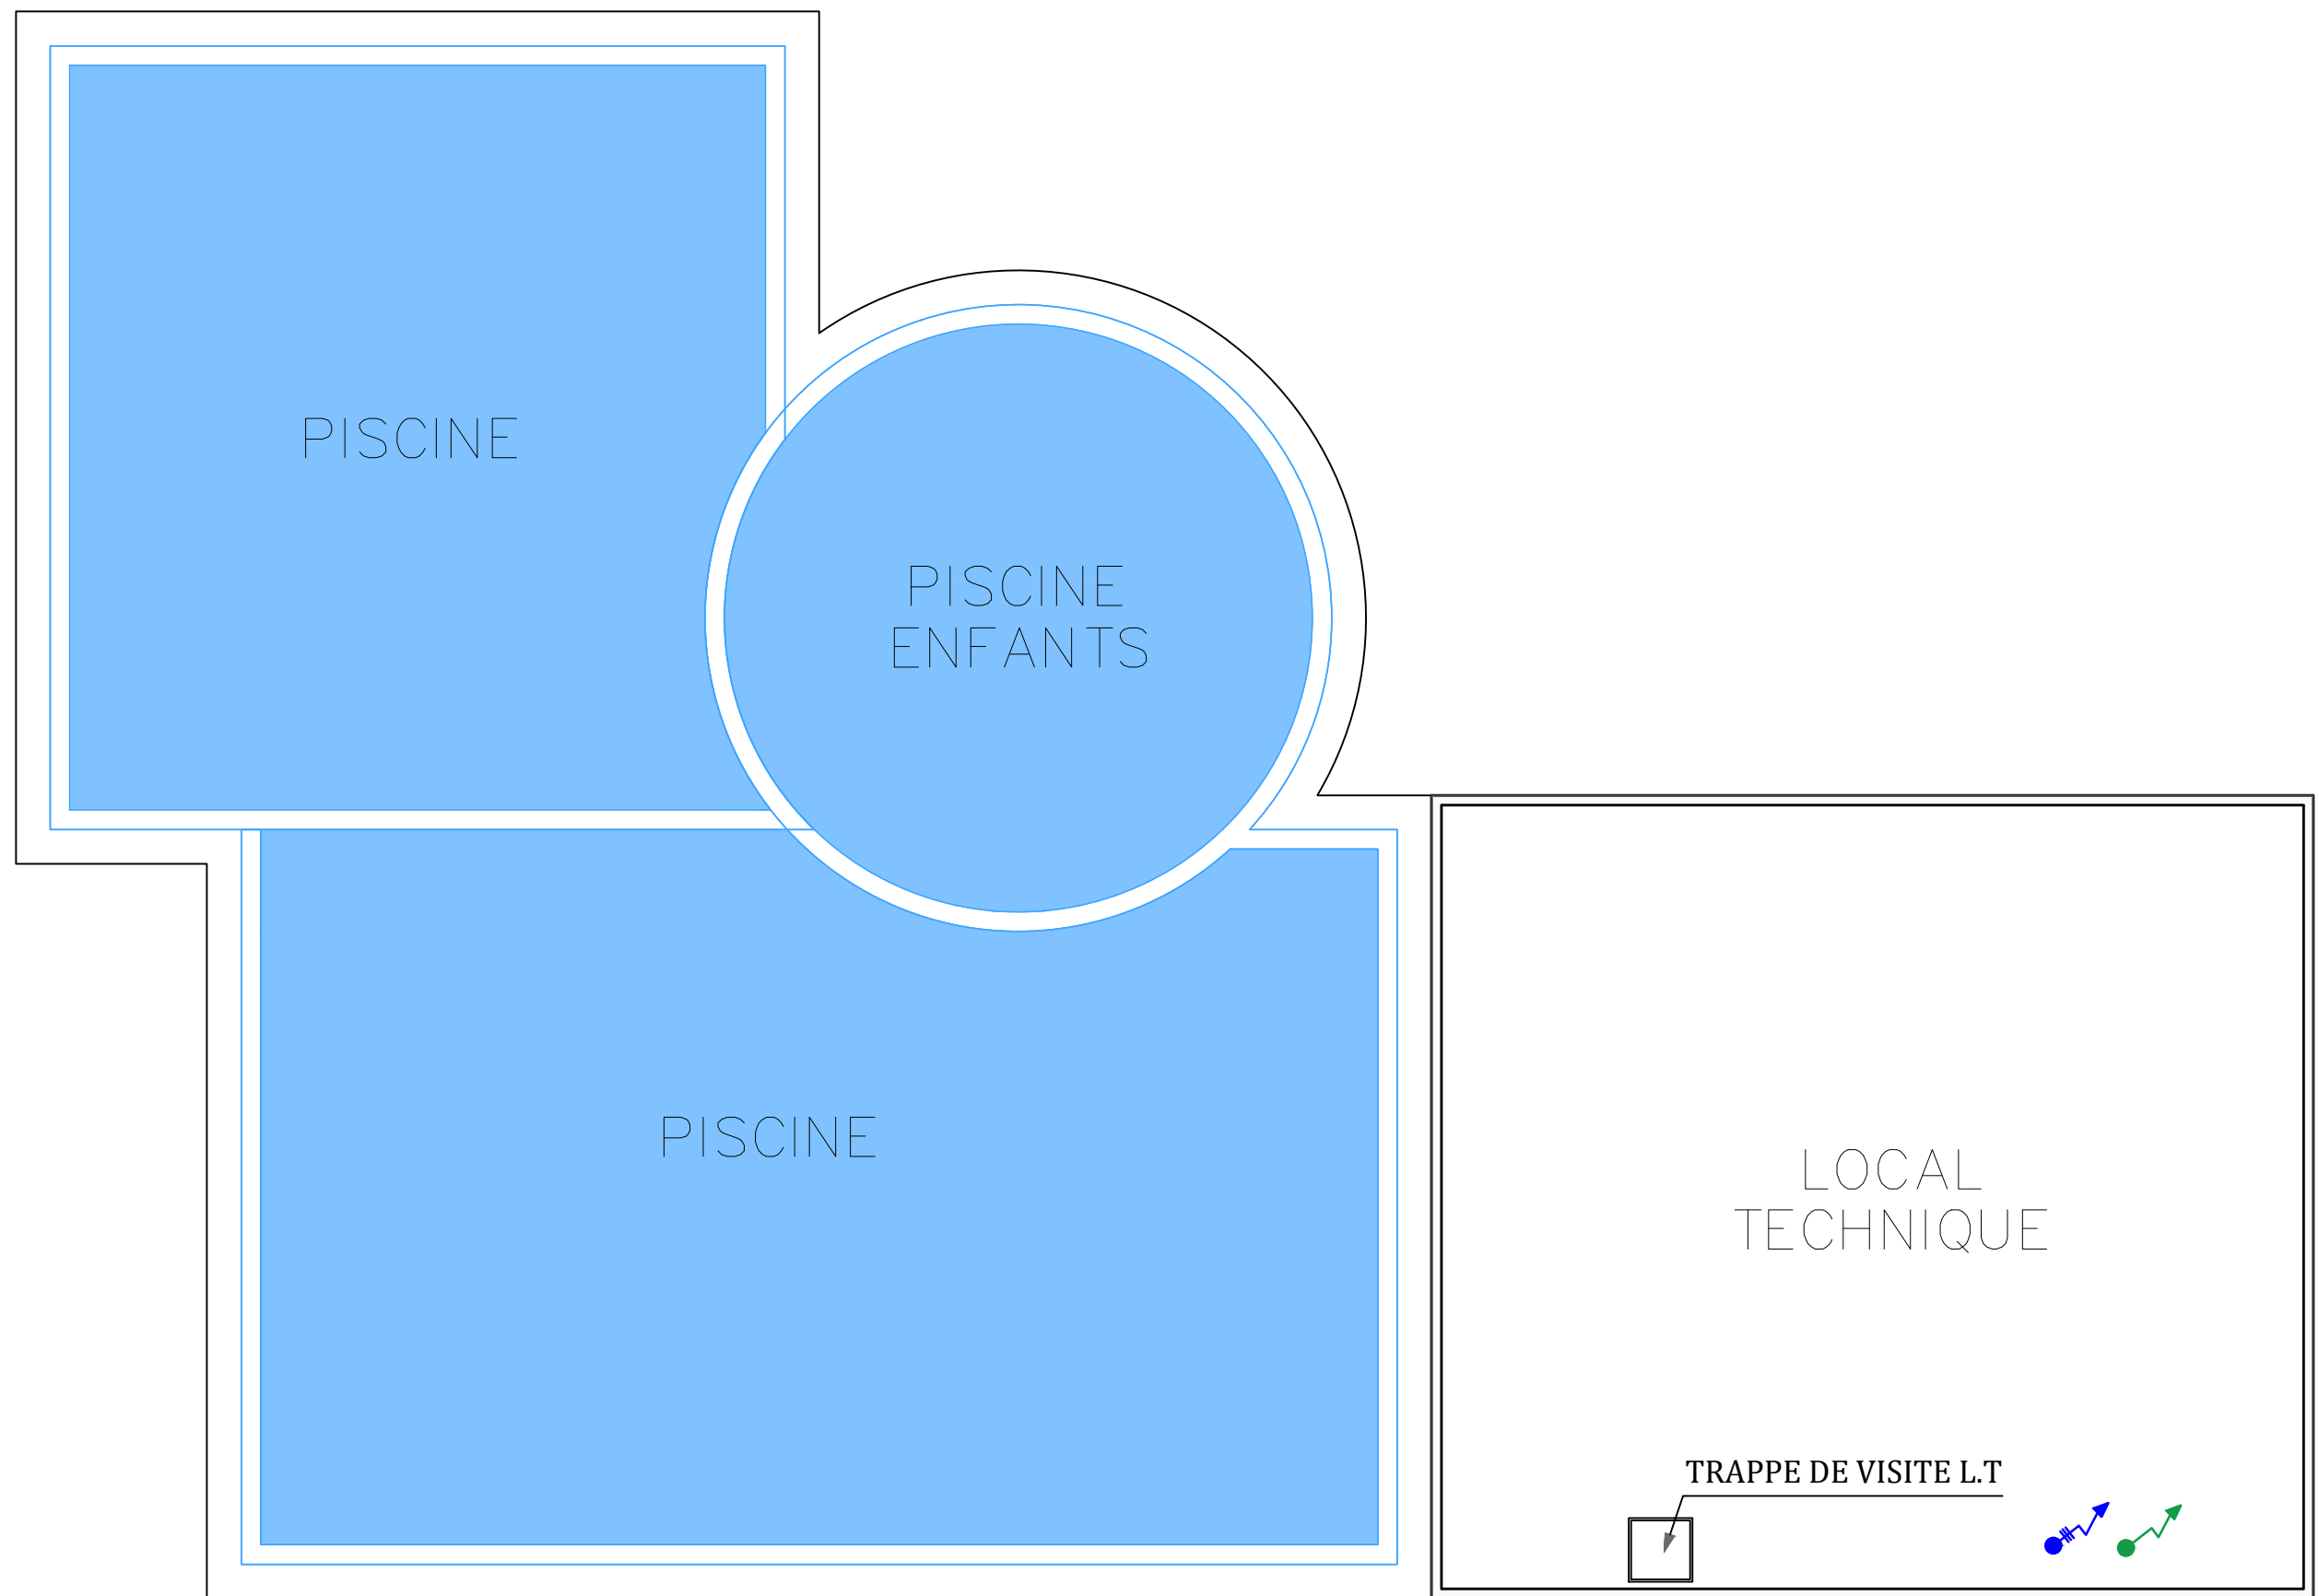 PISCINE
PISCINE
ENFANTS
PISCINE
LOCAL
TECHNIQUE
TRAPPE DE VISITE L.T